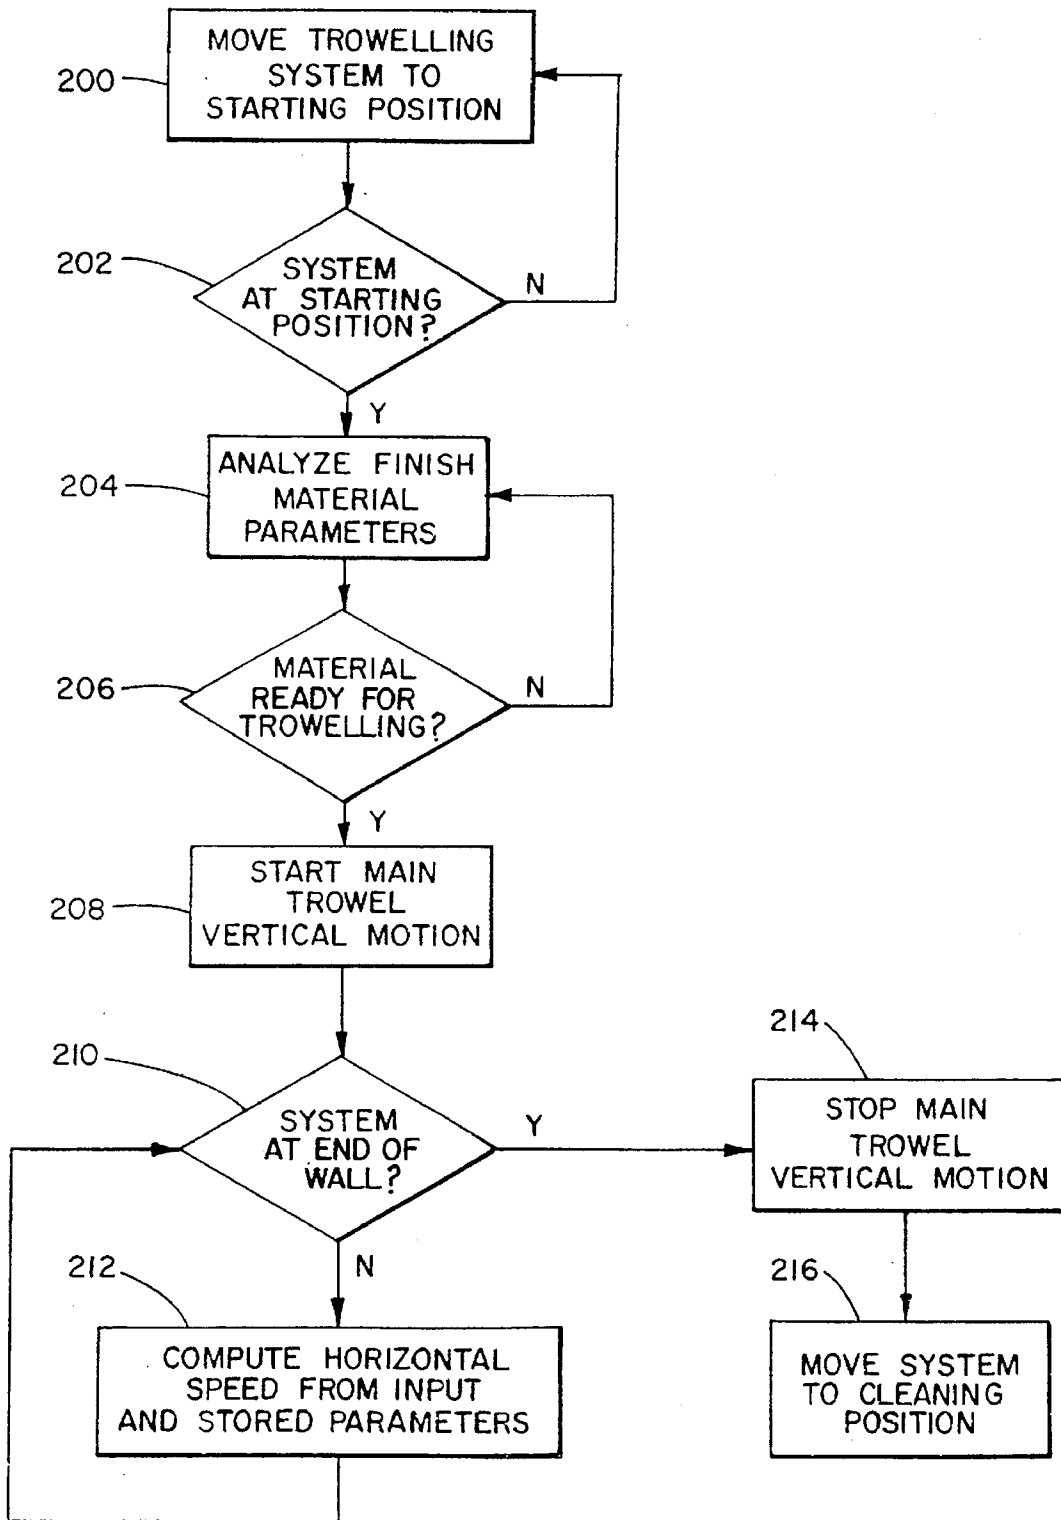 MOVE TROWELLING
SYSTEM TO
STARTING POSITION
200
202
SYSTEM
AT STARTING
POSITION?
N
Y
204
ANALYZE FINISH
MATERIAL
PARAMETERS
206
MATERIAL
READY FOR
TROWELLING?
N
Y
208
START MAIN
TROWEL
VERTICAL MOTION
210
SYSTEM
AT END OF
WALL?
Y
N
214
STOP MAIN
TROWEL
VERTICAL MOTION
212
COMPUTE HORIZONTAL
SPEED FROM INPUT
AND STORED PARAMETERS
216
MOVE SYSTEM
TO CLEANING
POSITION